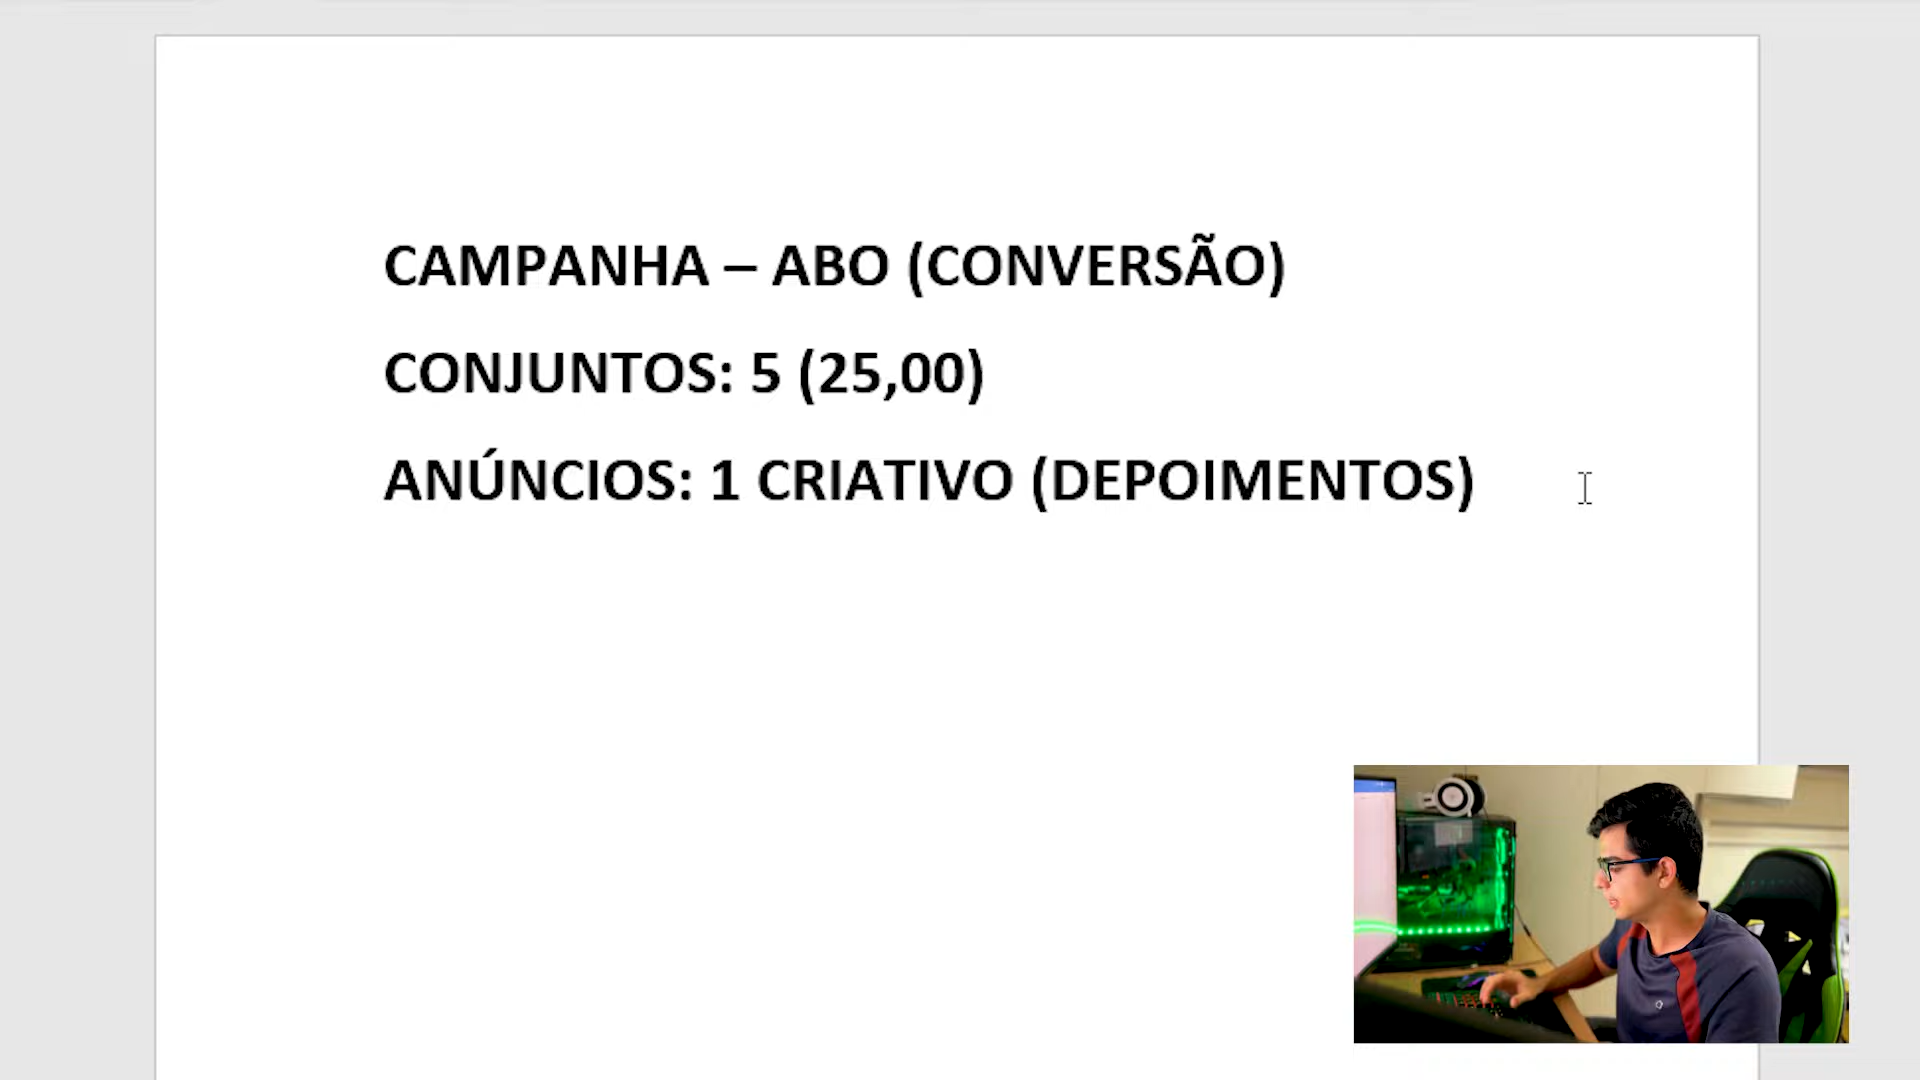 CAMPANHA – ABO (CONVERSÃO)
CONJUNTOS: 5 (25,00)
ANÚNCIOS: 1 CRIATIVO (DEPOIMENTOS)